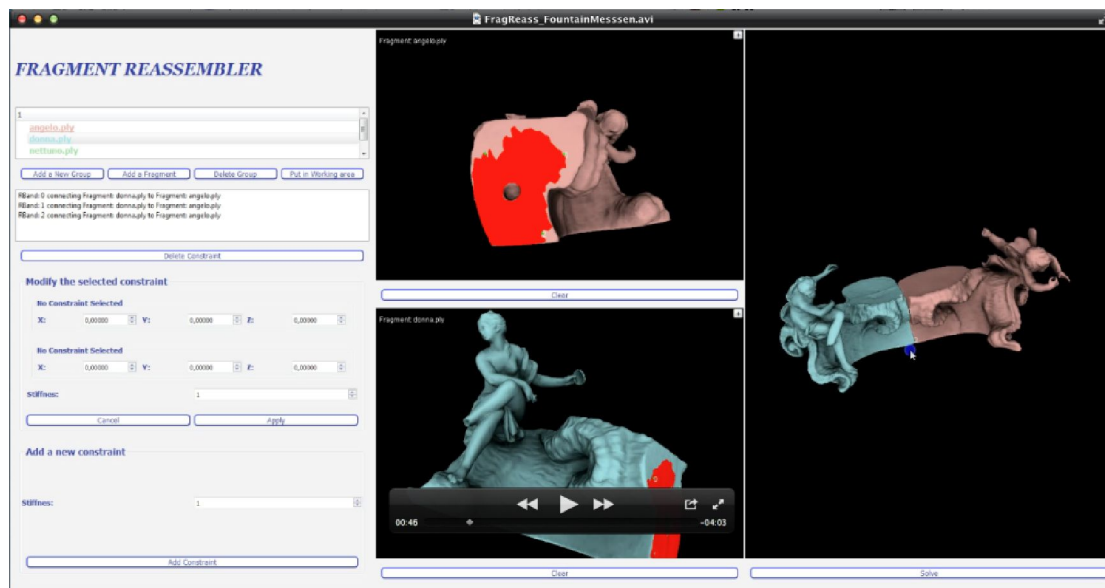 FragReass_FountainMesssen.avi
FRAGMENT REASSEMBLER
1
angelo.ply
donna.ply
nettuno.ply
Add a New Group
Add a Fragment
Delete Group
Put in Working area
RBand: 0 connecting Fragment: donna.ply to Fragment: angelo.ply
RBand: 1 connecting Fragment: donna.ply to Fragment: angelo.ply
RBand: 2 connecting Fragment: donna.ply to Fragment: angelo.ply
Delete Constraint
Modify the selected constraint
No Constraint Selected
X: 0,00000 Y: 0,00000 Z: 0,00000
No Constraint Selected
X: 0,00000 Y: 0,00000 Z: 0,00000
Stiffnes: 1
Cancel
Apply
Add a new constraint
Stiffnes: 1
Add Constraint
Fragment: angelo.ply
Clear
Fragment: donna.ply
00:46
-04:03
Clear
Solve